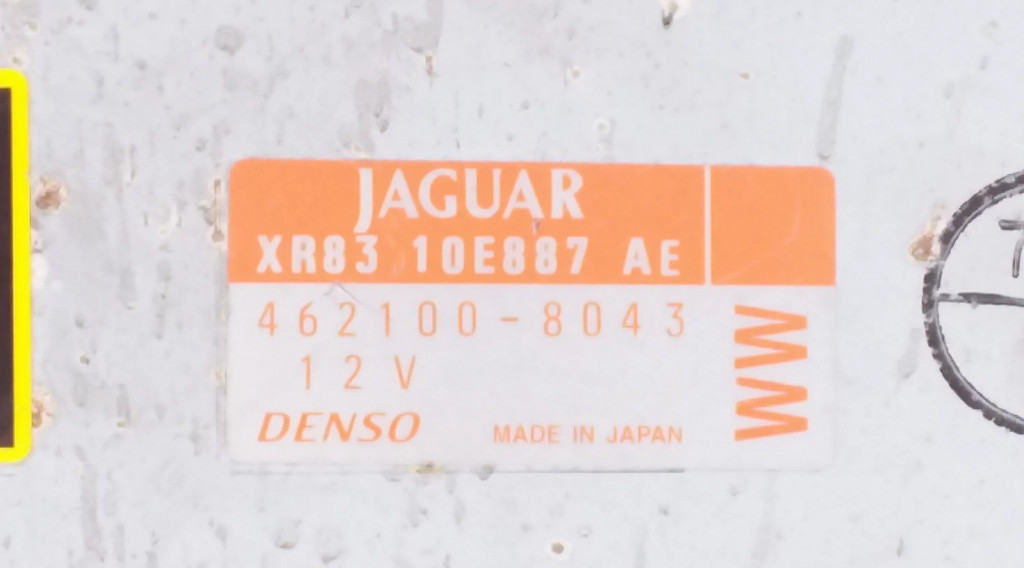 JAGUAR
XR83 10E887 AE
462100-8043
12V
DENSO
MADE IN JAPAN
WW